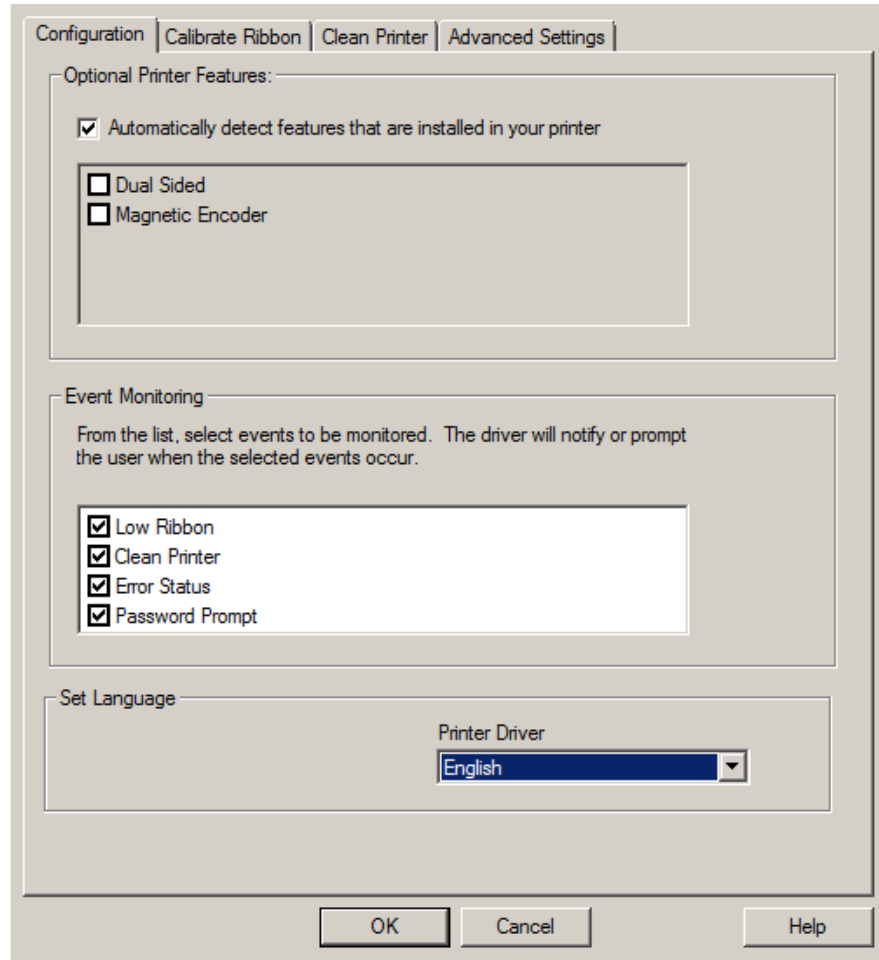 Configuration
Calibrate Ribbon
Clean Printer
Advanced Settings
Optional Printer Features:
Automatically detect features that are installed in your printer
Dual Sided
Magnetic Encoder
Event Monitoring
From the list, select events to be monitored.  The driver will notify or prompt
the user when the selected events occur.
Low Ribbon
Clean Printer
Error Status
Password Prompt
Set Language
Printer Driver
English
OK
Cancel
Help